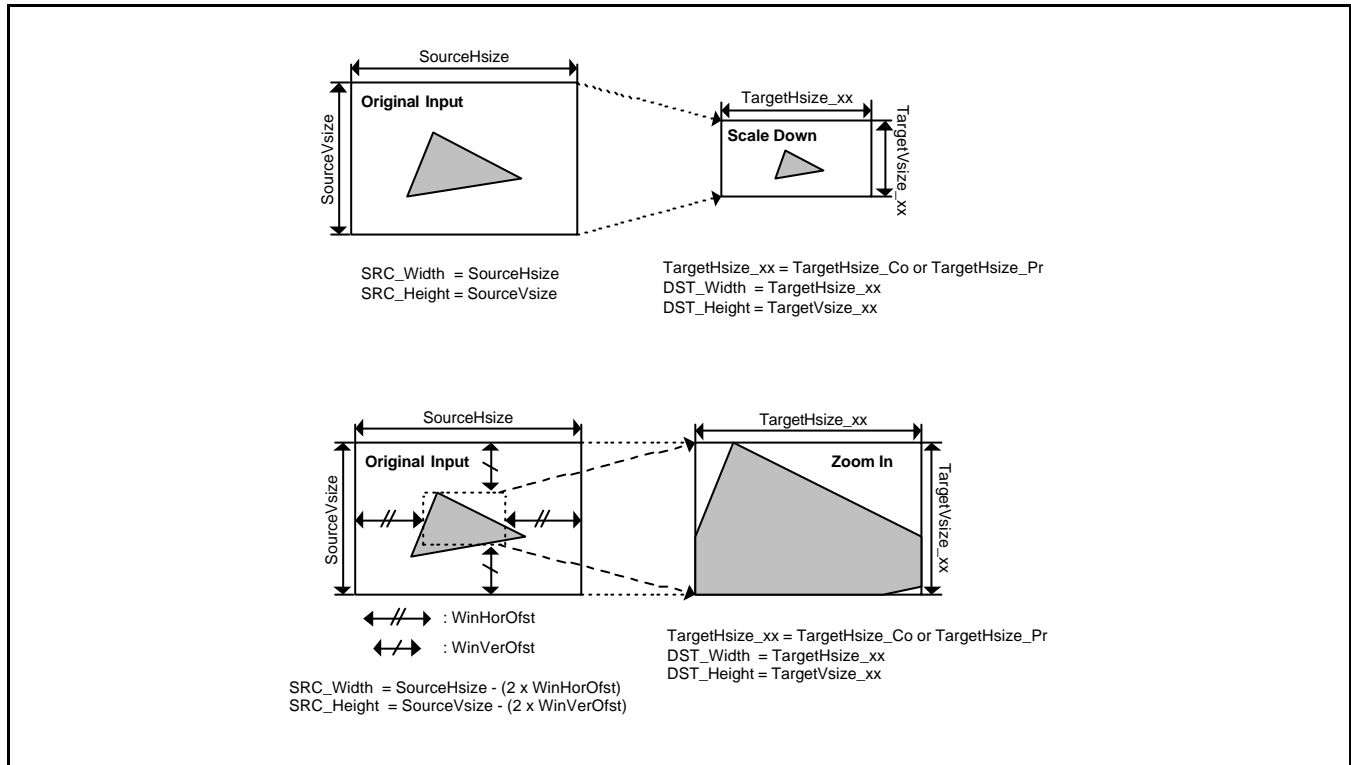 SourceHsize
Original Input
SourceVsize
TargetHsize_xx
Scale Down
TargetVsize_xx
SRC_Width = SourceHsize
SRC_Height = SourceVsize
TargetHsize_xx = TargetHsize_Co or TargetHsize_Pr
DST_Width = TargetHsize_xx
DST_Height = TargetVsize_xx
SourceHsize
Original Input
SourceVsize
TargetHsize_xx
Zoom In
TargetVsize_xx
: WinHorOfst
: WinVerOfst
SRC_Width = SourceHsize - (2 x WinHorOfst)
SRC_Height = SourceVsize - (2 x WinVerOfst)
TargetHsize_xx = TargetHsize_Co or TargetHsize_Pr
DST_Width = TargetHsize_xx
DST_Height = TargetVsize_xx